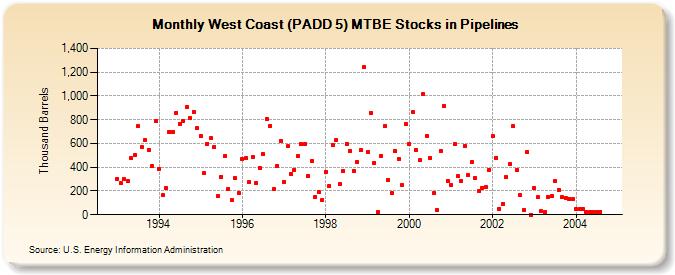 Monthly West Coast (PADD 5) MTBE Stocks in Pipelines
Thousand Barrels
1,400
1,200
1,000
800
600
400
200
0
1994 1996 1998 2000 2002 2004
Source: U.S. Energy Information Administration